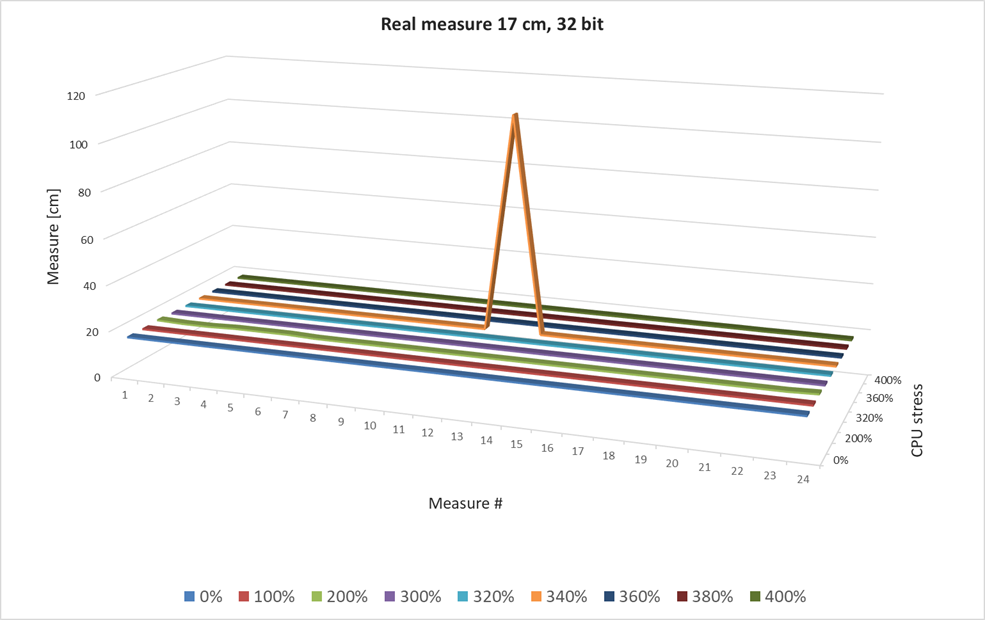 Real measure 17 cm, 32 bit
120
100
80
60
40
20
0
Measure [cm]
1 2 3 4 5 6 7 8 9 10 11 12 13 14 15 16 17 18 19 20 21 22 23 24
Measure #
400%
360%
320%
200%
0%
CPU stress
0% 100% 200% 300% 320% 340% 360% 380% 400%